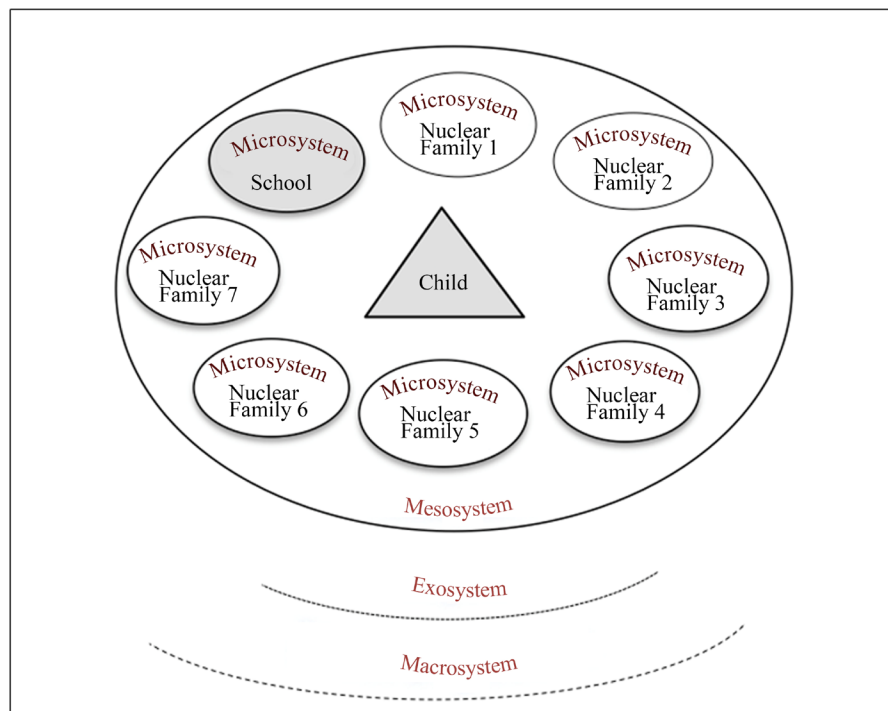 Microsystem
Nuclear
Family 1
Microsystem
School
Microsystem
Nuclear
Family 2
Microsystem
Nuclear
Family 7
Child
Microsystem
Nuclear
Family 3
Microsystem
Nuclear
Family 6
Microsystem
Nuclear
Family 5
Microsystem
Nuclear
Family 4
Mesosystem
Exosystem
Macrosystem